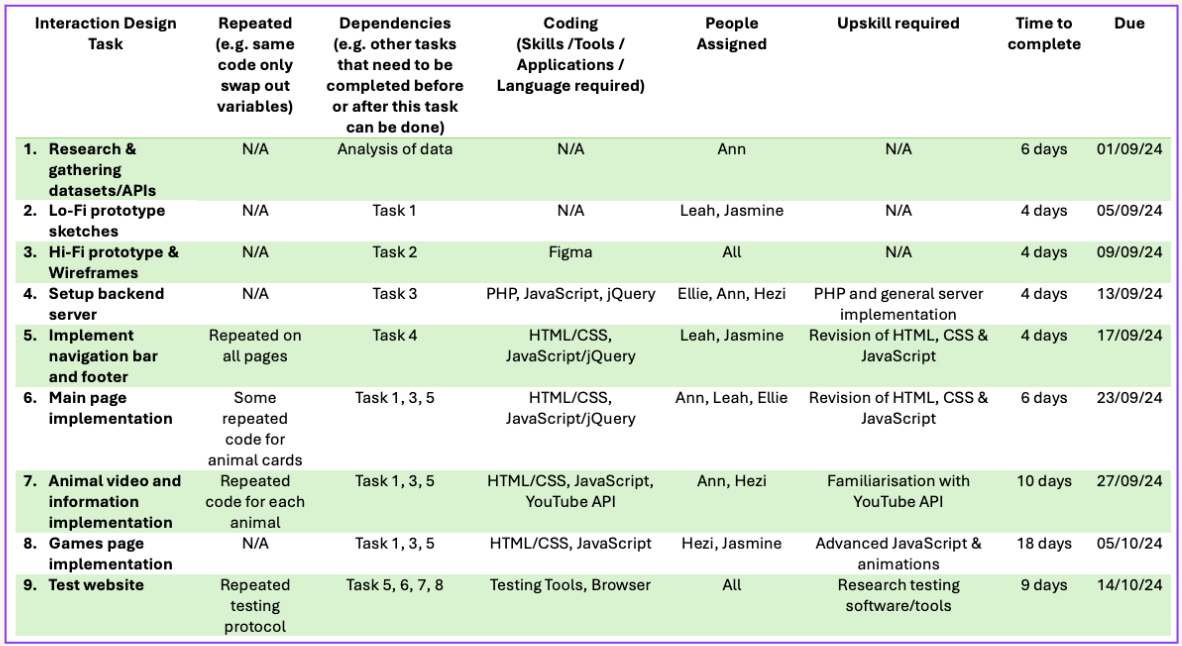 Interaction Design Task | Repeated (e.g. same code only swap out variables) | Dependencies (e.g. other tasks that need to be completed before or after this task can be done) | Coding (Skills /Tools / Applications / Language required) | People Assigned | Upskill required | Time to complete | Due
1. Research & gathering datasets/APIs | N/A | Analysis of data | N/A | Ann | N/A | 6 days | 01/09/24
2. Lo-Fi prototype sketches | N/A | Task 1 | N/A | Leah, Jasmine | N/A | 4 days | 05/09/24
3. Hi-Fi prototype & Wireframes | N/A | Task 2 | Figma | All | N/A | 4 days | 09/09/24
4. Setup backend server | N/A | Task 3 | PHP, JavaScript, jQuery | Ellie, Ann, Hezi | PHP and general server implementation | 4 days | 13/09/24
5. Implement navigation bar and footer | Repeated on all pages | Task 4 | HTML/CSS, JavaScript/jQuery | Leah, Jasmine | Revision of HTML, CSS & JavaScript | 4 days | 17/09/24
6. Main page implementation | Some repeated code for animal cards | Task 1, 3, 5 | HTML/CSS, JavaScript/jQuery | Ann, Leah, Ellie | Revision of HTML, CSS & JavaScript | 6 days | 23/09/24
7. Animal video and information implementation | Repeated code for each animal | Task 1, 3, 5 | HTML/CSS, JavaScript, YouTube API | Ann, Hezi | Familiarisation with YouTube API | 10 days | 27/09/24
8. Games page implementation | N/A | Task 1, 3, 5 | HTML/CSS, JavaScript | Hezi, Jasmine | Advanced JavaScript & animations | 18 days | 05/10/24
9. Test website | Repeated testing protocol | Task 5, 6, 7, 8 | Testing Tools, Browser | All | Research testing software/tools | 9 days | 14/10/24